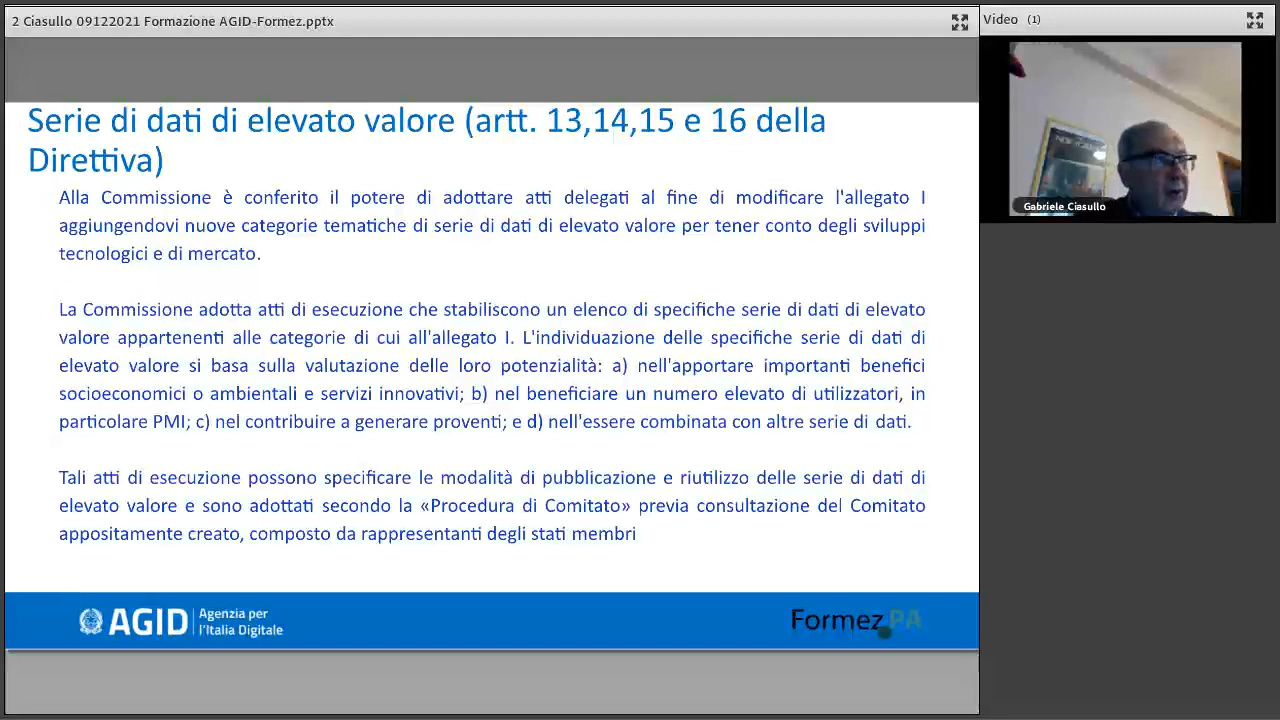 2 Ciasullo 09122021 Formazione AGID-Formez.pptx
Video (1)
Serie di dati di elevato valore (artt. 13,14,15 e 16 della
Direttiva)
Alla Commissione è conferito il potere di adottare atti delegati al fine di modificare l'allegato I
aggiungendovi nuove categorie tematiche di serie di dati di elevato valore per tener conto degli sviluppi
tecnologici e di mercato.
La Commissione adotta atti di esecuzione che stabiliscono un elenco di specifiche serie di dati di elevato
valore appartenenti alle categorie di cui all'allegato I. L'individuazione delle specifiche serie di dati di
elevato valore si basa sulla valutazione delle loro potenzialità: a) nell'apportare importanti benefici
socioeconomici o ambientali e servizi innovativi; b) nel beneficiare un numero elevato di utilizzatori, in
particolare PMI; c) nel contribuire a generare proventi; e d) nell'essere combinata con altre serie di dati.
Tali atti di esecuzione possono specificare le modalità di pubblicazione e riutilizzo delle serie di dati di
elevato valore e sono adottati secondo la «Procedura di Comitato» previa consultazione del Comitato
appositamente creato, composto da rappresentanti degli stati membri
AGID
Agenzia per
l'Italia Digitale
Formez PA
Gabriele Ciasullo